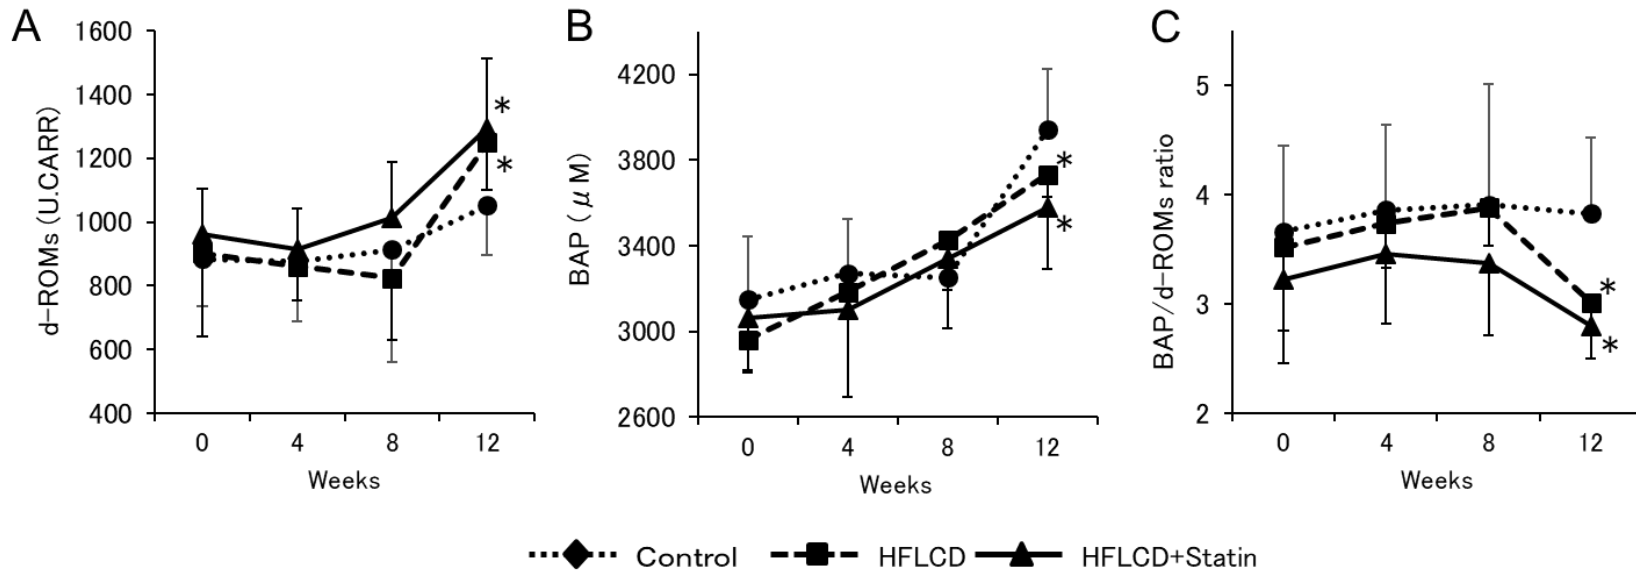 A
d-ROMs (U.CARR)
1600
1400
1200
1000
800
600
400
*
*
0 4 8 12
Weeks
B
BAP (μM)
4200
3800
3400
3000
2600
*
*
0 4 8 12
Weeks
C
BAP/d-ROMs ratio
5
4
3
2
*
*
0 4 8 12
Weeks
Control HFLCD HFLCD+Statin